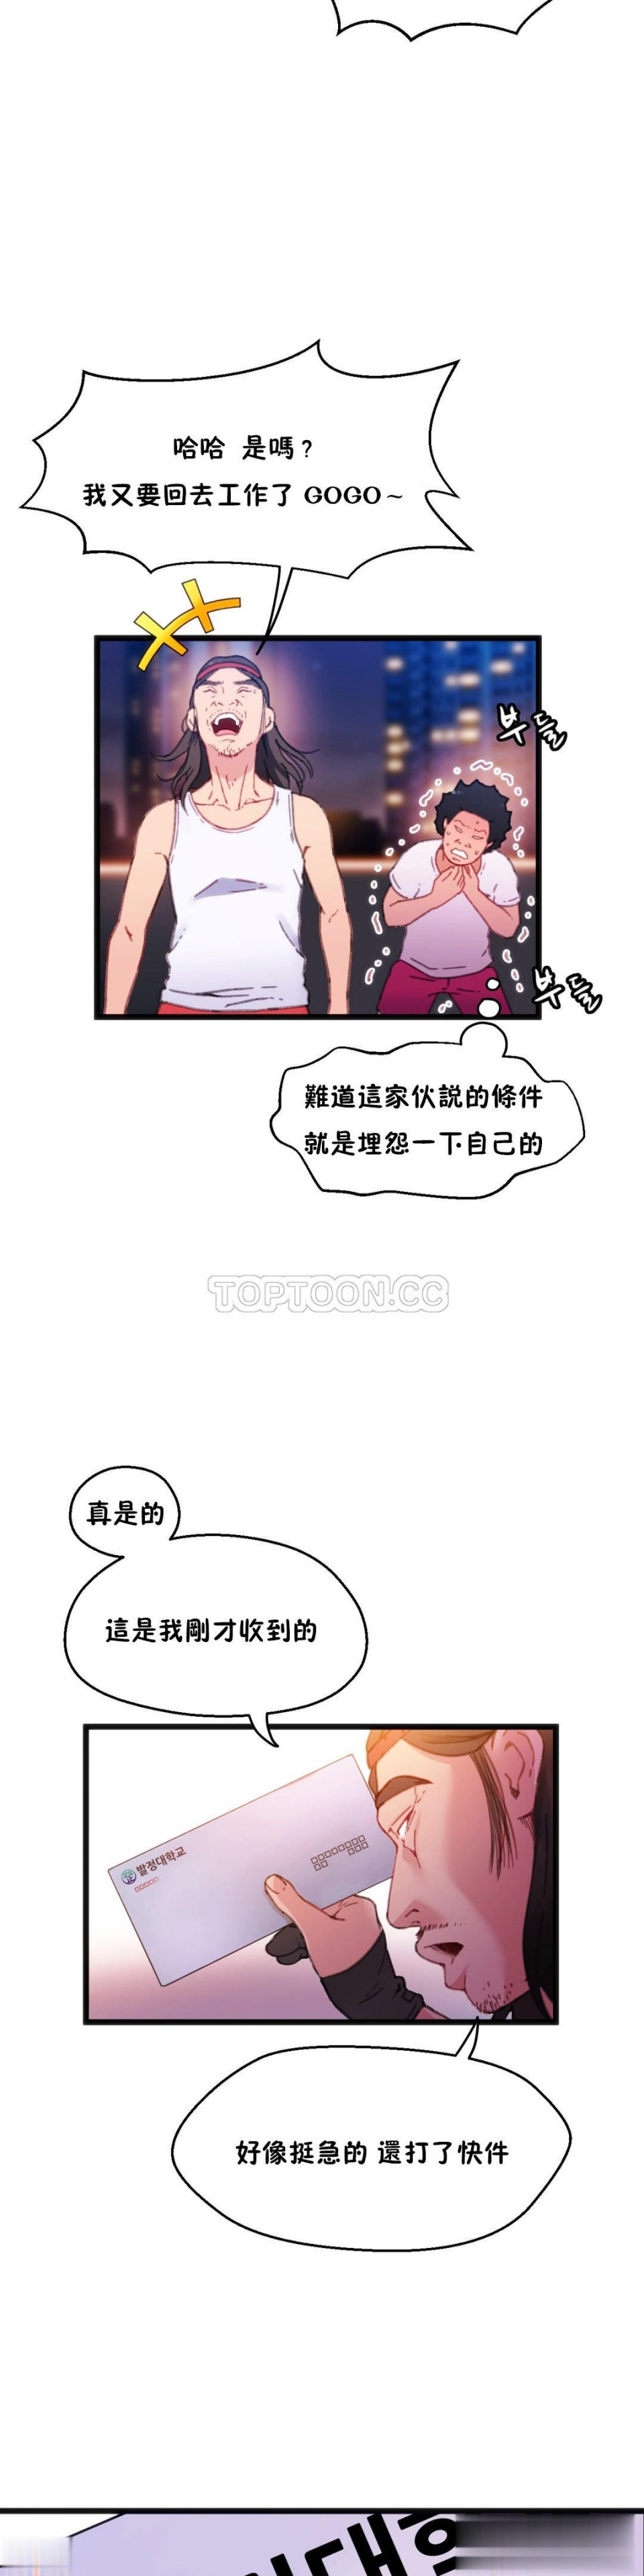 哈哈 是嗎？
我又要回去工作了 GOGO～
부들
부들
難道這家伙説的條件
就是埋怨一下自己的
TOPTOON.CC
真是的
這是我剛才收到的
발정대학교
好像挺急的 還打了快件
대학